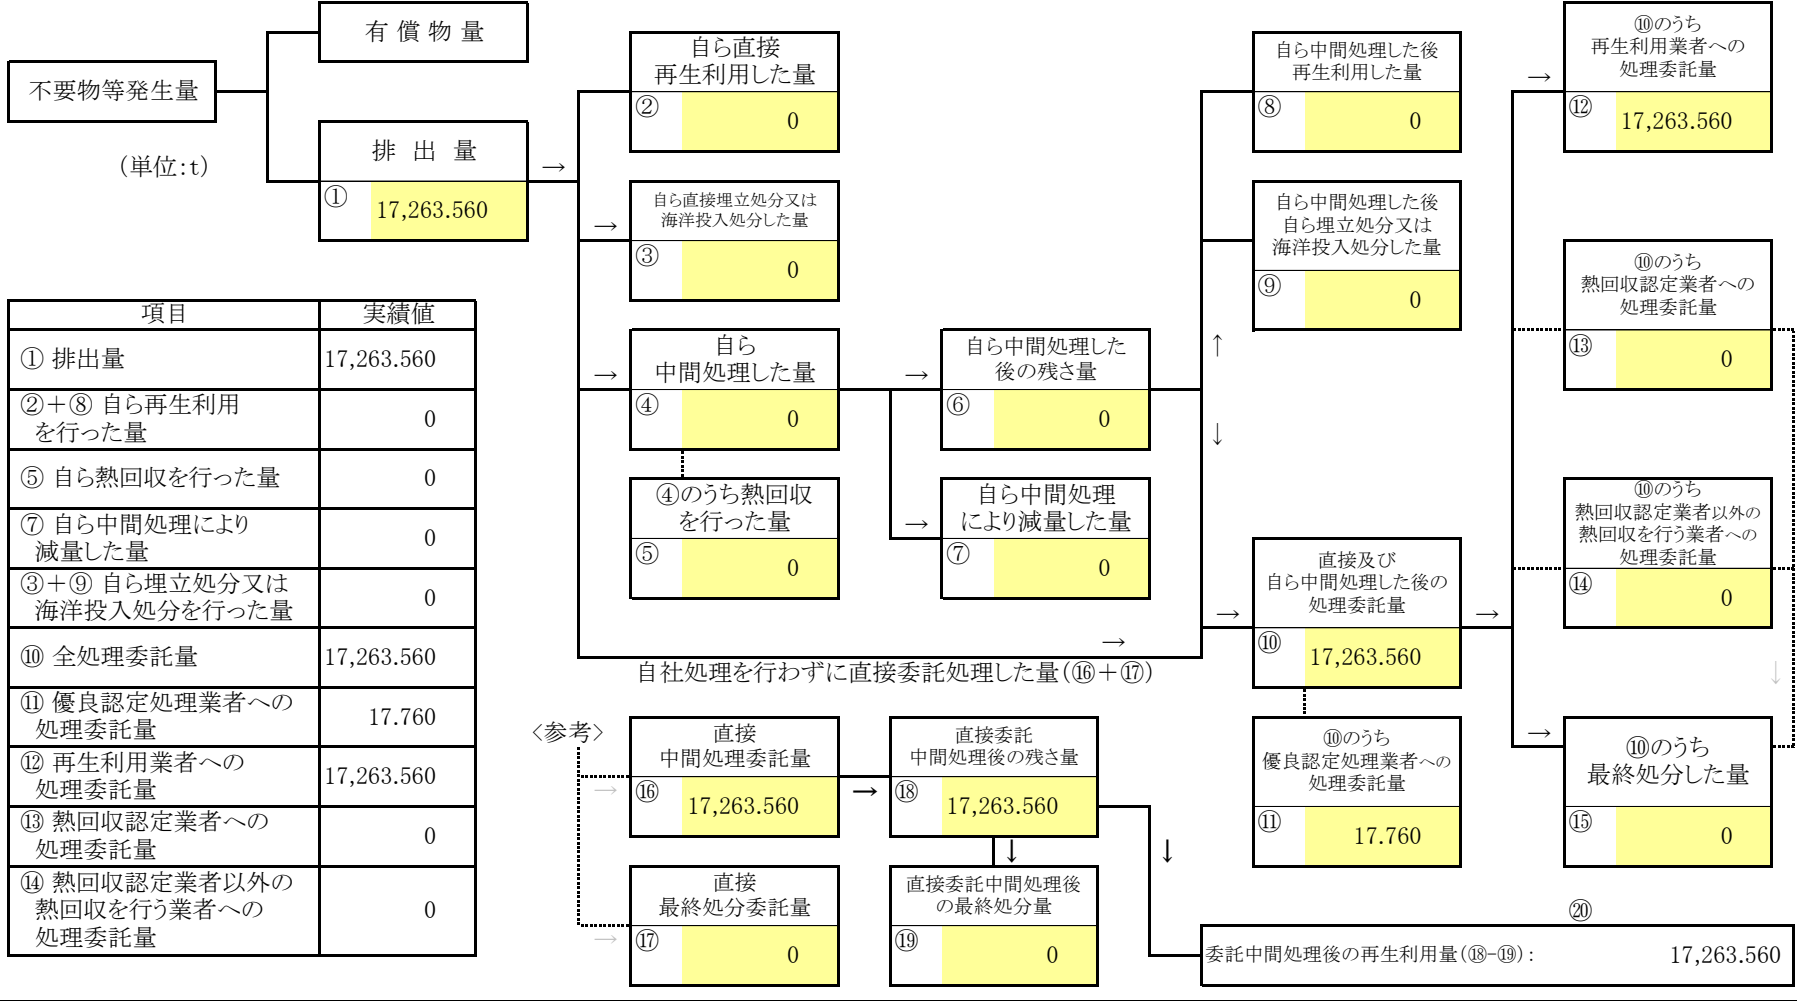 不要物等発生量
(単位:t)
有 償 物 量
排 出 量
① 17,263.560
→
自ら直接
再生利用した量
② 0
→
自ら直接埋立処分又は
海洋投入処分した量
③ 0
→
自ら
中間処理した量
④ 0
④のうち熱回収
を行った量
⑤ 0
→
自ら中間処理した
後の残さ量
⑥ 0
→
自ら中間処理
により減量した量
⑦ 0
→
自社処理を行わずに直接委託処理した量(⑯+⑰)
↑
↓
自ら中間処理した後
再生利用した量
⑧ 0
自ら中間処理した後
自ら埋立処分又は
海洋投入処分した量
⑨ 0
→
直接及び
自ら中間処理した後の
処理委託量
⑩ 17,263.560
→
⑩のうち
優良認定処理業者への
処理委託量
⑪ 17.760
→
⑩のうち
再生利用業者への
処理委託量
⑫ 17,263.560
⑩のうち
熱回収認定業者への
処理委託量
⑬ 0
⑩のうち
熱回収認定業者以外の
熱回収を行う業者への
処理委託量
⑭ 0
↓
→
⑩のうち
最終処分した量
⑮ 0
<参考>
→
直接
中間処理委託量
⑯ 17,263.560
→
直接委託
中間処理後の残さ量
⑱ 17,263.560
↓
↓
→
直接
最終処分委託量
⑰ 0
直接委託中間処理後
の最終処分量
⑲ 0
⑳
委託中間処理後の再生利用量(⑱-⑲): 17,263.560
項目 実績値
① 排出量 17,263.560
②+⑧ 自ら再生利用
を行った量 0
⑤ 自ら熱回収を行った量 0
⑦ 自ら中間処理により
減量した量 0
③+⑨ 自ら埋立処分又は
海洋投入処分を行った量 0
⑩ 全処理委託量 17,263.560
⑪ 優良認定処理業者への
処理委託量 17.760
⑫ 再生利用業者への
処理委託量 17,263.560
⑬ 熱回収認定業者への
処理委託量 0
⑭ 熱回収認定業者以外の
熱回収を行う業者への
処理委託量 0